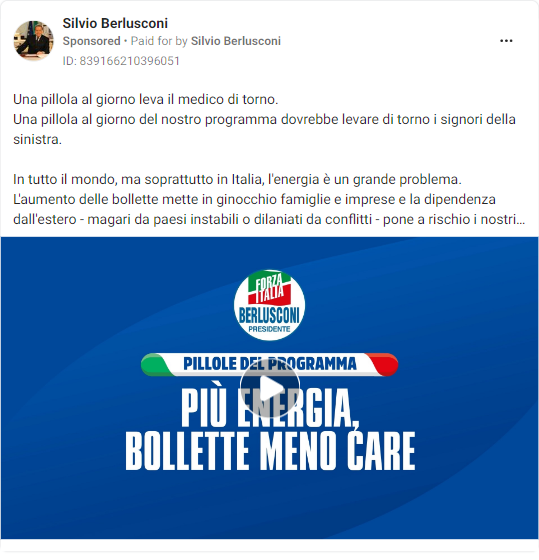 Silvio Berlusconi
Sponsored • Paid for by Silvio Berlusconi
ID: 839166210396051
Una pillola al giorno leva il medico di torno.
Una pillola al giorno del nostro programma dovrebbe levare di torno i signori della
sinistra.
In tutto il mondo, ma soprattutto in Italia, l'energia è un grande problema.
L'aumento delle bollette mette in ginocchio famiglie e imprese e la dipendenza
dall'estero - magari da paesi instabili o dilaniati da conflitti - pone a rischio i nostri...
FORZA
ITALIA
BERLUSCONI
PRESIDENTE
PILLOLE DEL PROGRAMMA
PIÙ ENERGIA,
BOLLETTE MENO CARE